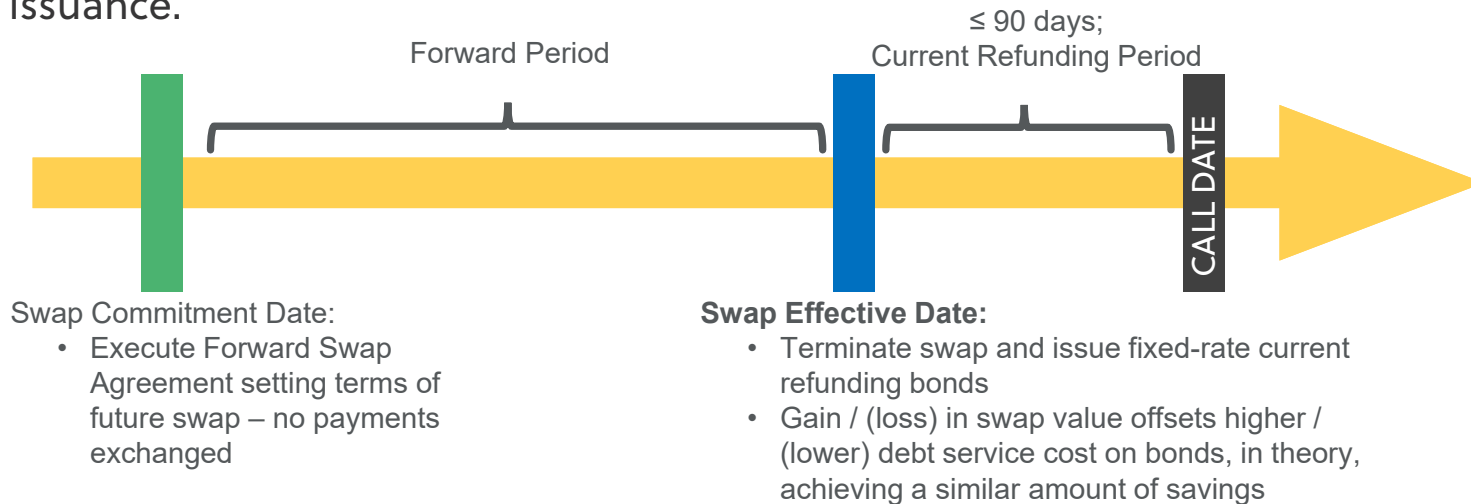 issuance.
≤ 90 days;
Forward Period
Current Refunding Period
CALL DATE
Swap Commitment Date:
• Execute Forward Swap
Agreement setting terms of
future swap – no payments
exchanged
Swap Effective Date:
• Terminate swap and issue fixed-rate current
refunding bonds
• Gain / (loss) in swap value offsets higher /
(lower) debt service cost on bonds, in theory,
achieving a similar amount of savings